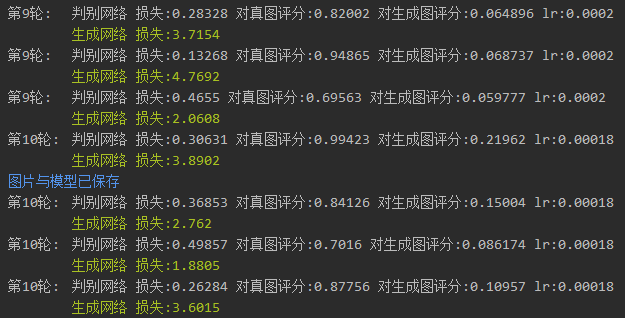 第9轮: 判别网络 损失:0.28328 对真图评分:0.82002 对生成图评分:0.064896 lr:0.0002
生成网络 损失:3.7154
第9轮: 判别网络 损失:0.13268 对真图评分:0.94865 对生成图评分:0.068737 lr:0.0002
生成网络 损失:4.7692
第9轮: 判别网络 损失:0.4655 对真图评分:0.69563 对生成图评分:0.059777 lr:0.0002
生成网络 损失:2.0608
第10轮: 判别网络 损失:0.30631 对真图评分:0.99423 对生成图评分:0.21962 lr:0.00018
生成网络 损失:3.8902
图片与模型已保存
第10轮: 判别网络 损失:0.36853 对真图评分:0.84126 对生成图评分:0.15004 lr:0.00018
生成网络 损失:2.762
第10轮: 判别网络 损失:0.49857 对真图评分:0.7016 对生成图评分:0.086174 lr:0.00018
生成网络 损失:1.8805
第10轮: 判别网络 损失:0.26284 对真图评分:0.87756 对生成图评分:0.10957 lr:0.00018
生成网络 损失:3.6015